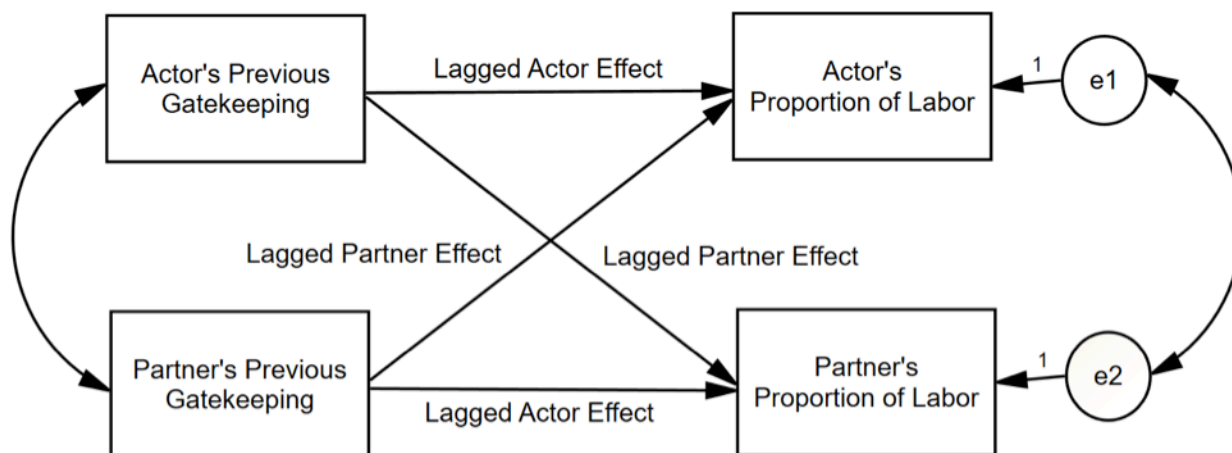 Actor's Previous
Gatekeeping
Lagged Actor Effect
Actor's
Proportion of Labor
1
e1
Lagged Partner Effect
Lagged Partner Effect
Partner's Previous
Gatekeeping
Lagged Actor Effect
Partner's
Proportion of Labor
1
e2